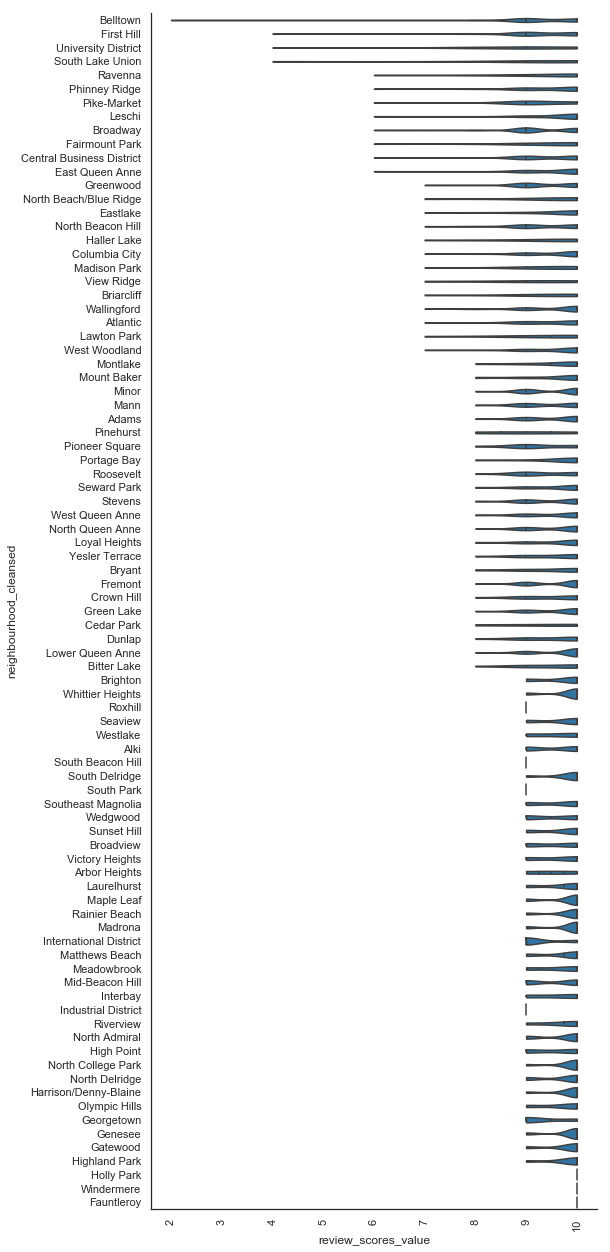 Belltown
First Hill
University District
South Lake Union
Ravenna
Phinney Ridge
Pike-Market
Leschi
Broadway
Fairmount Park
Central Business District
East Queen Anne
Greenwood
North Beach/Blue Ridge
Eastlake
North Beacon Hill
Haller Lake
Columbia City
Madison Park
View Ridge
Briarcliff
Wallingford
Atlantic
Lawton Park
West Woodland
Montlake
Mount Baker
Minor
Mann
Adams
Pinehurst
Pioneer Square
Portage Bay
Roosevelt
Seward Park
Stevens
West Queen Anne
North Queen Anne
Loyal Heights
Yesler Terrace
Bryant
Fremont
Crown Hill
Green Lake
Cedar Park
Dunlap
Lower Queen Anne
Bitter Lake
Brighton
Whittier Heights
Roxhill
Seaview
Westlake
Alki
South Beacon Hill
South Delridge
South Park
Southeast Magnolia
Wedgwood
Sunset Hill
Broadview
Victory Heights
Arbor Heights
Laurelhurst
Maple Leaf
Rainier Beach
Madrona
International District
Matthews Beach
Meadowbrook
Mid-Beacon Hill
Interbay
Industrial District
Riverview
North Admiral
High Point
North College Park
North Delridge
Harrison/Denny-Blaine
Olympic Hills
Georgetown
Genesee
Gatewood
Highland Park
Holly Park
Windermere
Fauntleroy
neighbourhood_cleansed
2 3 4 5 6 7 8 9 10
review_scores_value